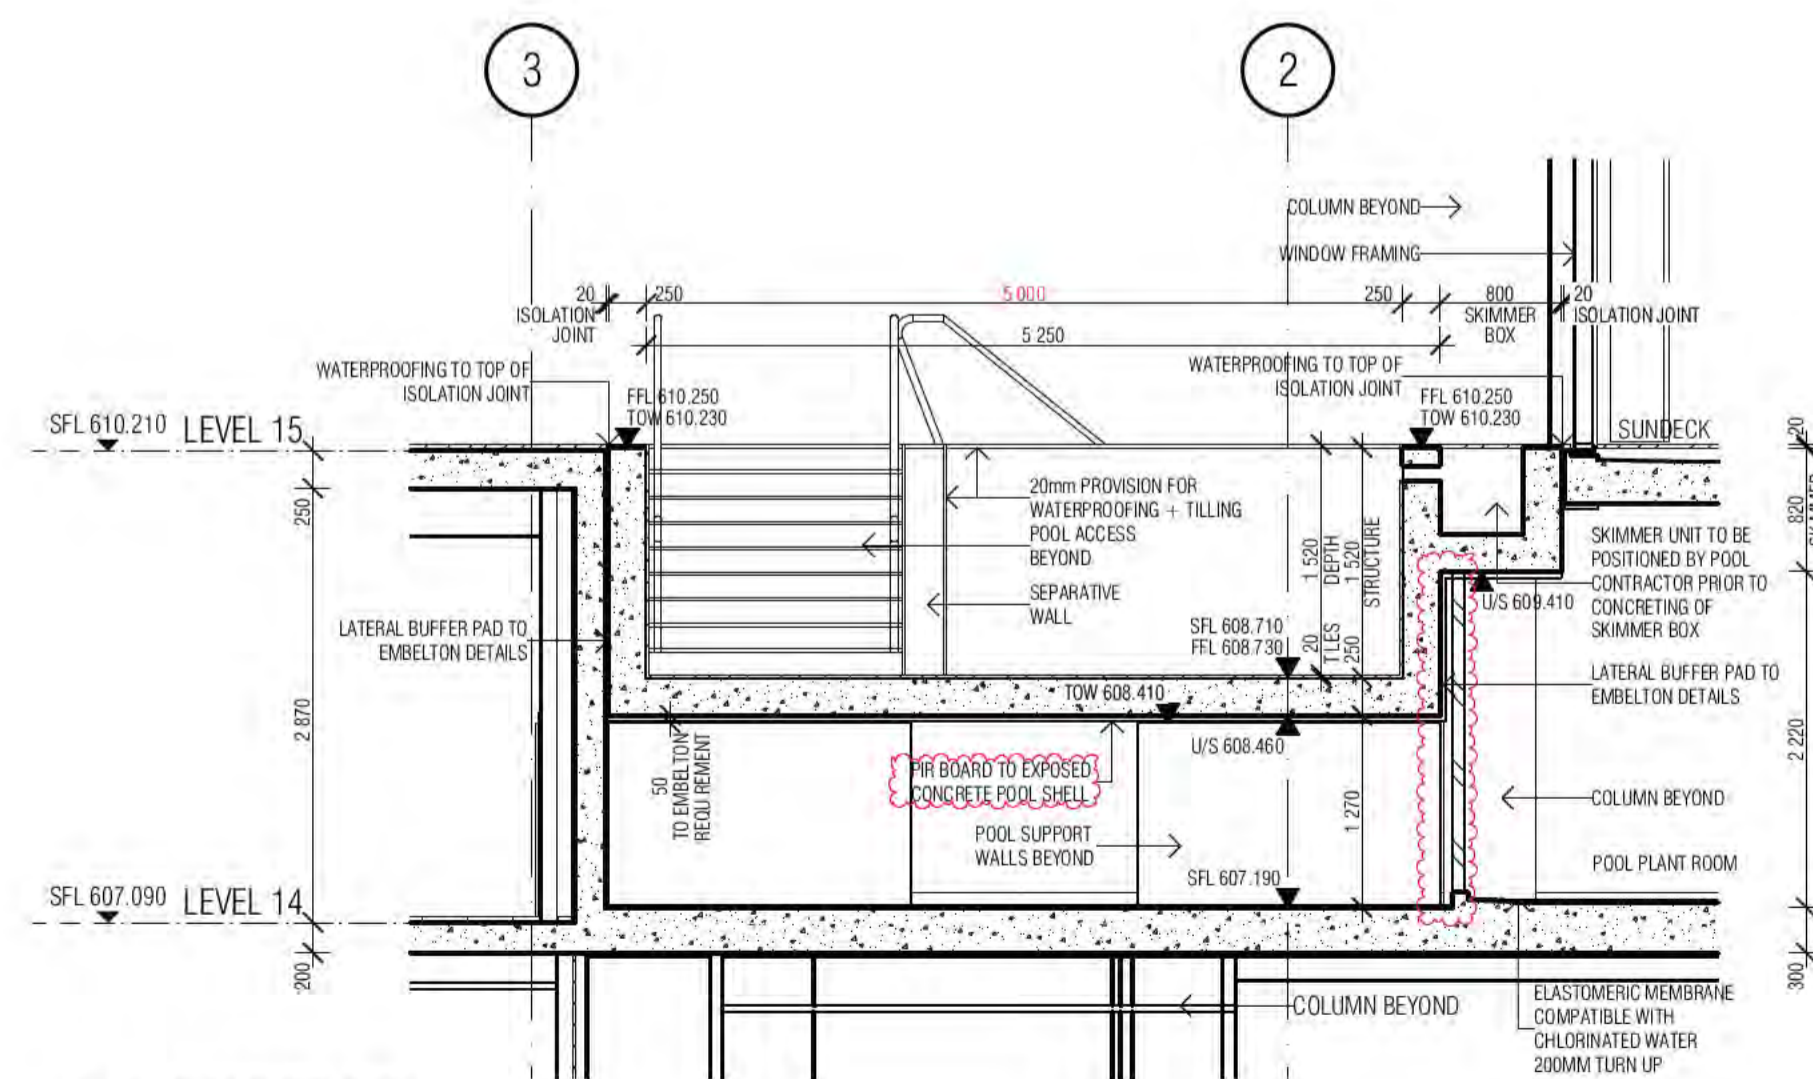 3
2
COLUMN BEYOND
WINDOW FRAMING
20
ISOLATION
JOINT
250
5 000
250
800
SKIMMER
BOX
20
ISOLATION JOINT
5 250
WATERPROOFING TO TOP OF
ISOLATION JOINT
WATERPROOFING TO TOP OF
ISOLATION JOINT
FFL 610.250
TOW 610.230
FFL 610.250
TOW 610.230
SFL 610.210 LEVEL 15
SUNDECK
20
250
820
20mm PROVISION FOR
WATERPROOFING + TILLING
POOL ACCESS
BEYOND
SEPARATIVE
WALL
1 520
DEPTH
1 520
STRUCTURE
20
TILES
250
SKIMMER UNIT TO BE
POSITIONED BY POOL
CONTRACTOR PRIOR TO
CONCRETING OF
SKIMMER BOX
U/S 609.410
LATERAL BUFFER PAD TO
EMBELTON DETAILS
SFL 608.710
FFL 608.730
LATERAL BUFFER PAD TO
EMBELTON DETAILS
TOW 608.410
U/S 608.460
2 870
2 220
50
TO EMBELTON
REQUIREMENT
PIR BOARD TO EXPOSED
CONCRETE POOL SHELL
1 270
COLUMN BEYOND
POOL SUPPORT
WALLS BEYOND
POOL PLANT ROOM
SFL 607.190
SFL 607.090 LEVEL 14
200
300
COLUMN BEYOND
ELASTOMERIC MEMBRANE
COMPATIBLE WITH
CHLORINATED WATER
200MM TURN UP